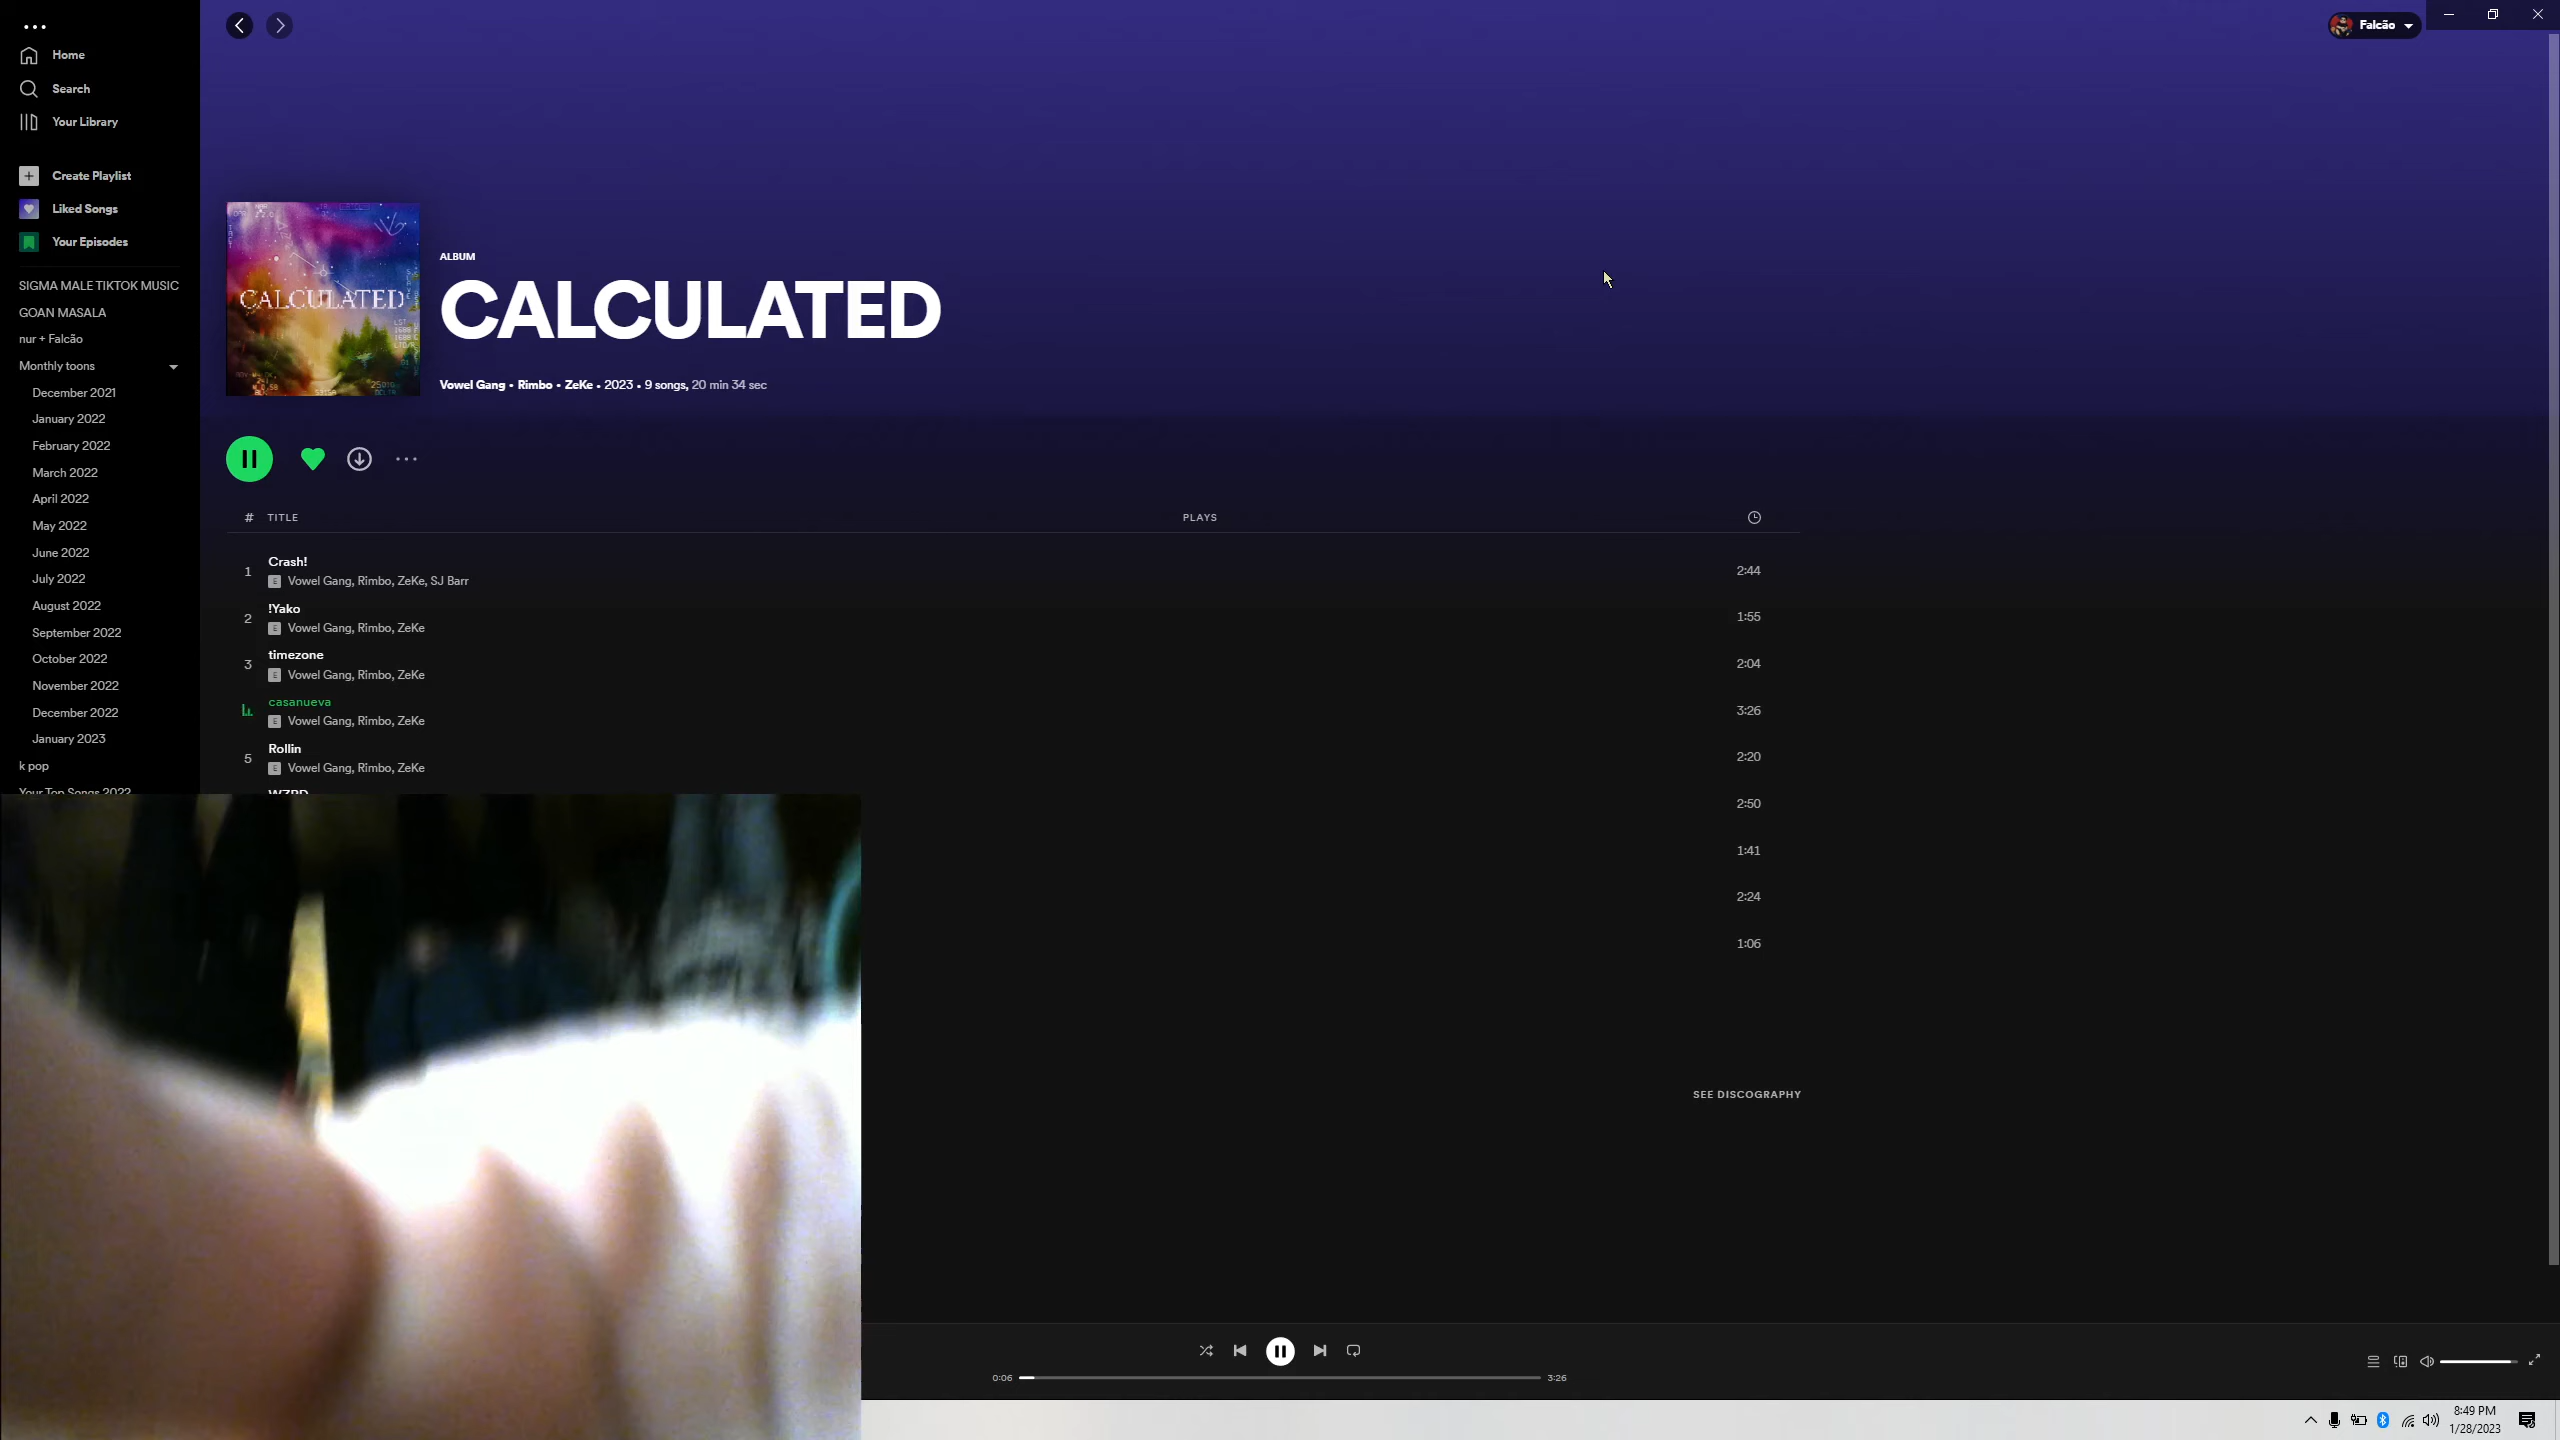 Home
Search
Your Library
Create Playlist
Liked Songs
Your Episodes
SIGMA MALE TIKTOK MUSIC
GOAN MASALA
nur + Falcão
Monthly toons
December 2021
January 2022
February 2022
March 2022
April 2022
May 2022
June 2022
July 2022
August 2022
September 2022
October 2022
November 2022
December 2022
January 2023
k pop
Your Top Songs 2022
Falcão
CALCULATED
ALBUM
CALCULATED
Vowel Gang • Rimbo • ZeKe • 2023 • 9 songs, 20 min 34 sec
# TITLE PLAYS
1 Crash! 2:44
E Vowel Gang, Rimbo, ZeKe, SJ Barr
2 !Yako 1:55
E Vowel Gang, Rimbo, ZeKe
3 timezone 2:04
E Vowel Gang, Rimbo, ZeKe
casanueva 3:26
E Vowel Gang, Rimbo, ZeKe
5 Rollin 2:20
E Vowel Gang, Rimbo, ZeKe
2:50
1:41
2:24
1:06
SEE DISCOGRAPHY
0:06 3:26
8:49 PM
1/28/2023